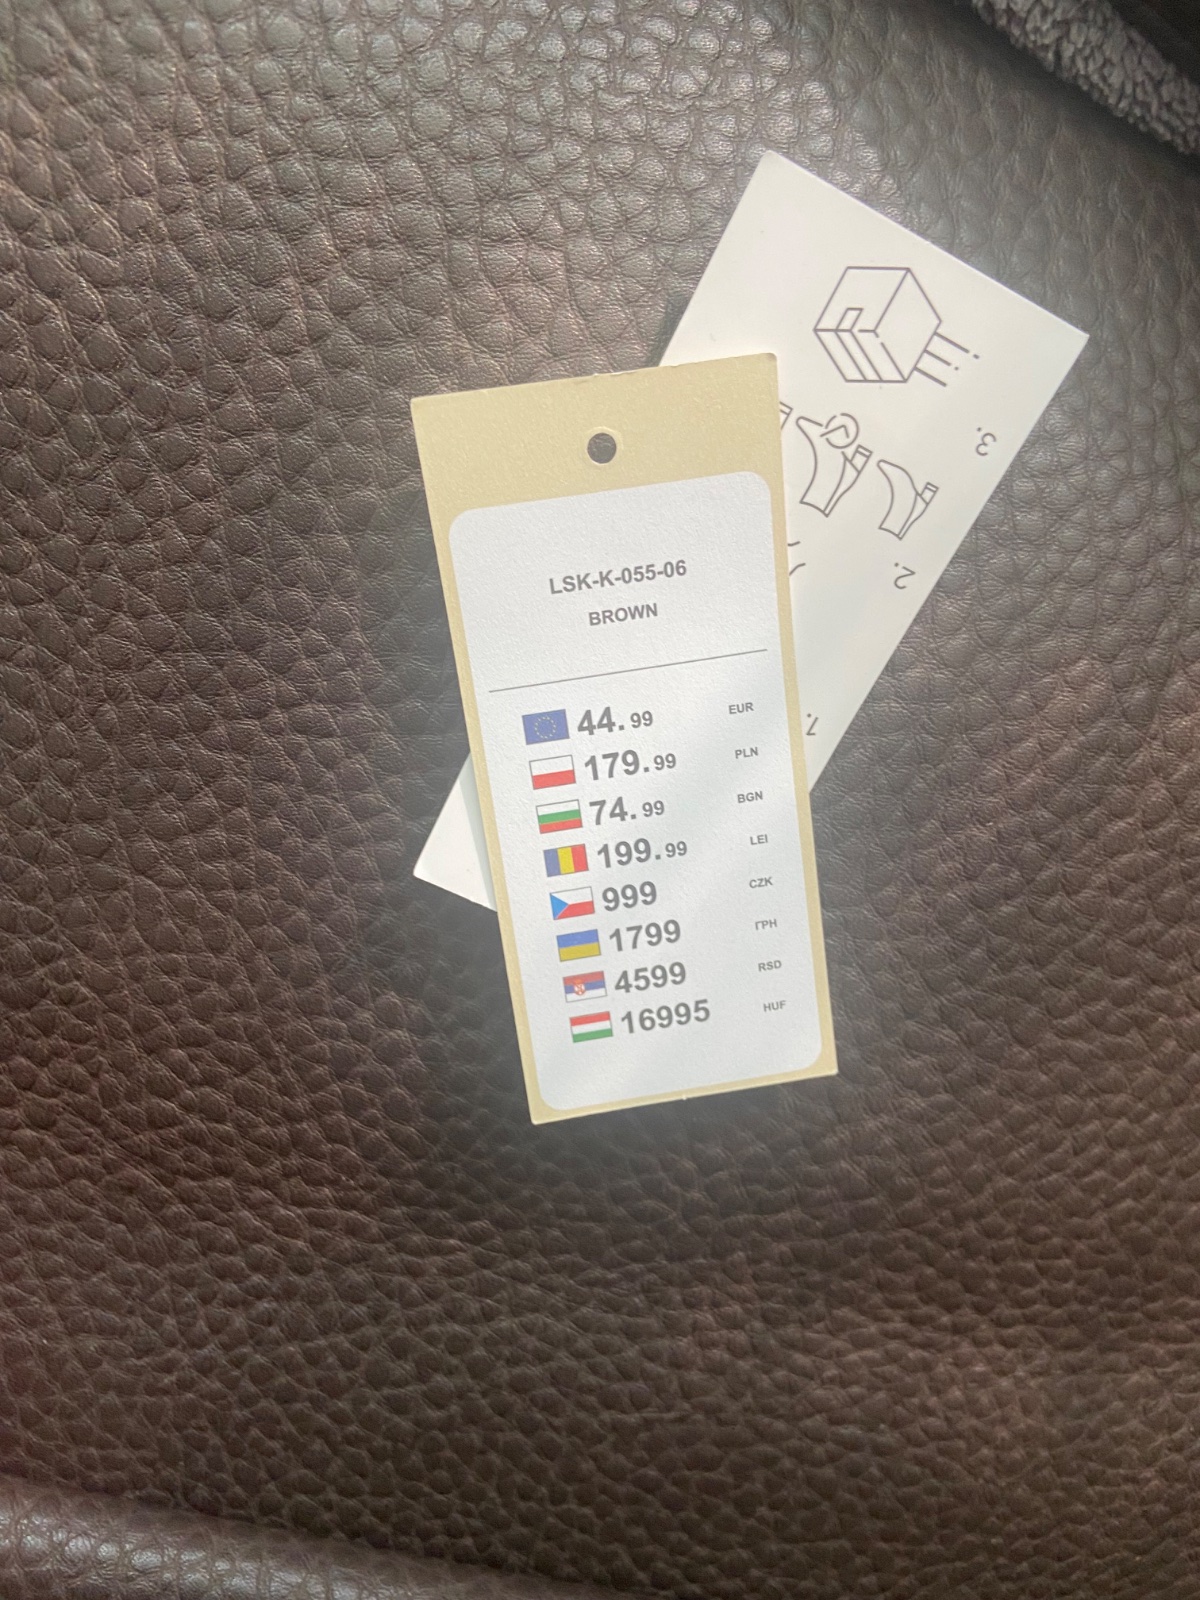 LSK-K-055-06
BROWN
44.99 EUR
179.99 PLN
74.99 BGN
199.99 LEI
999 CZK
1799 ГРН
4599 RSD
16995 HUF
3.
2.
1.